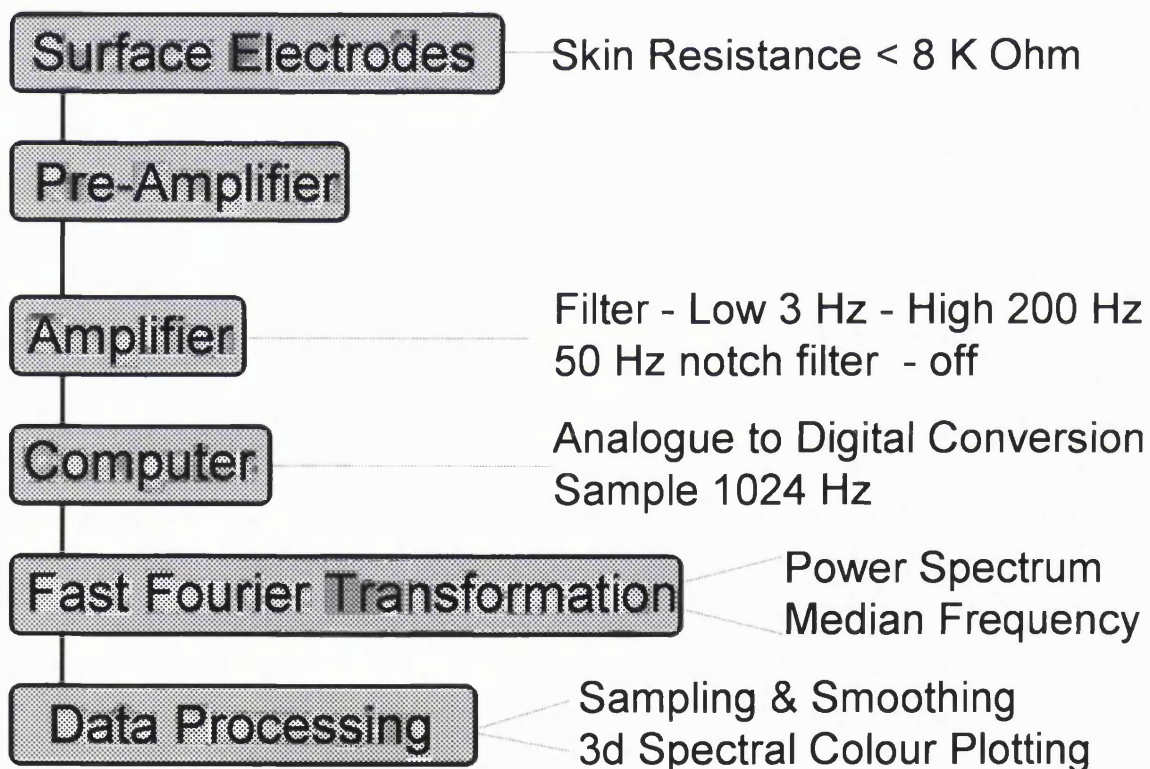 Surface Electrodes
Skin Resistance < 8 K Ohm
Pre-Amplifier
Amplifier
Filter - Low 3 Hz - High 200 Hz
50 Hz notch filter - off
Computer
Analogue to Digital Conversion
Sample 1024 Hz
Fast Fourier Transformation
Power Spectrum
Median Frequency
Data Processing
Sampling & Smoothing
3d Spectral Colour Plotting